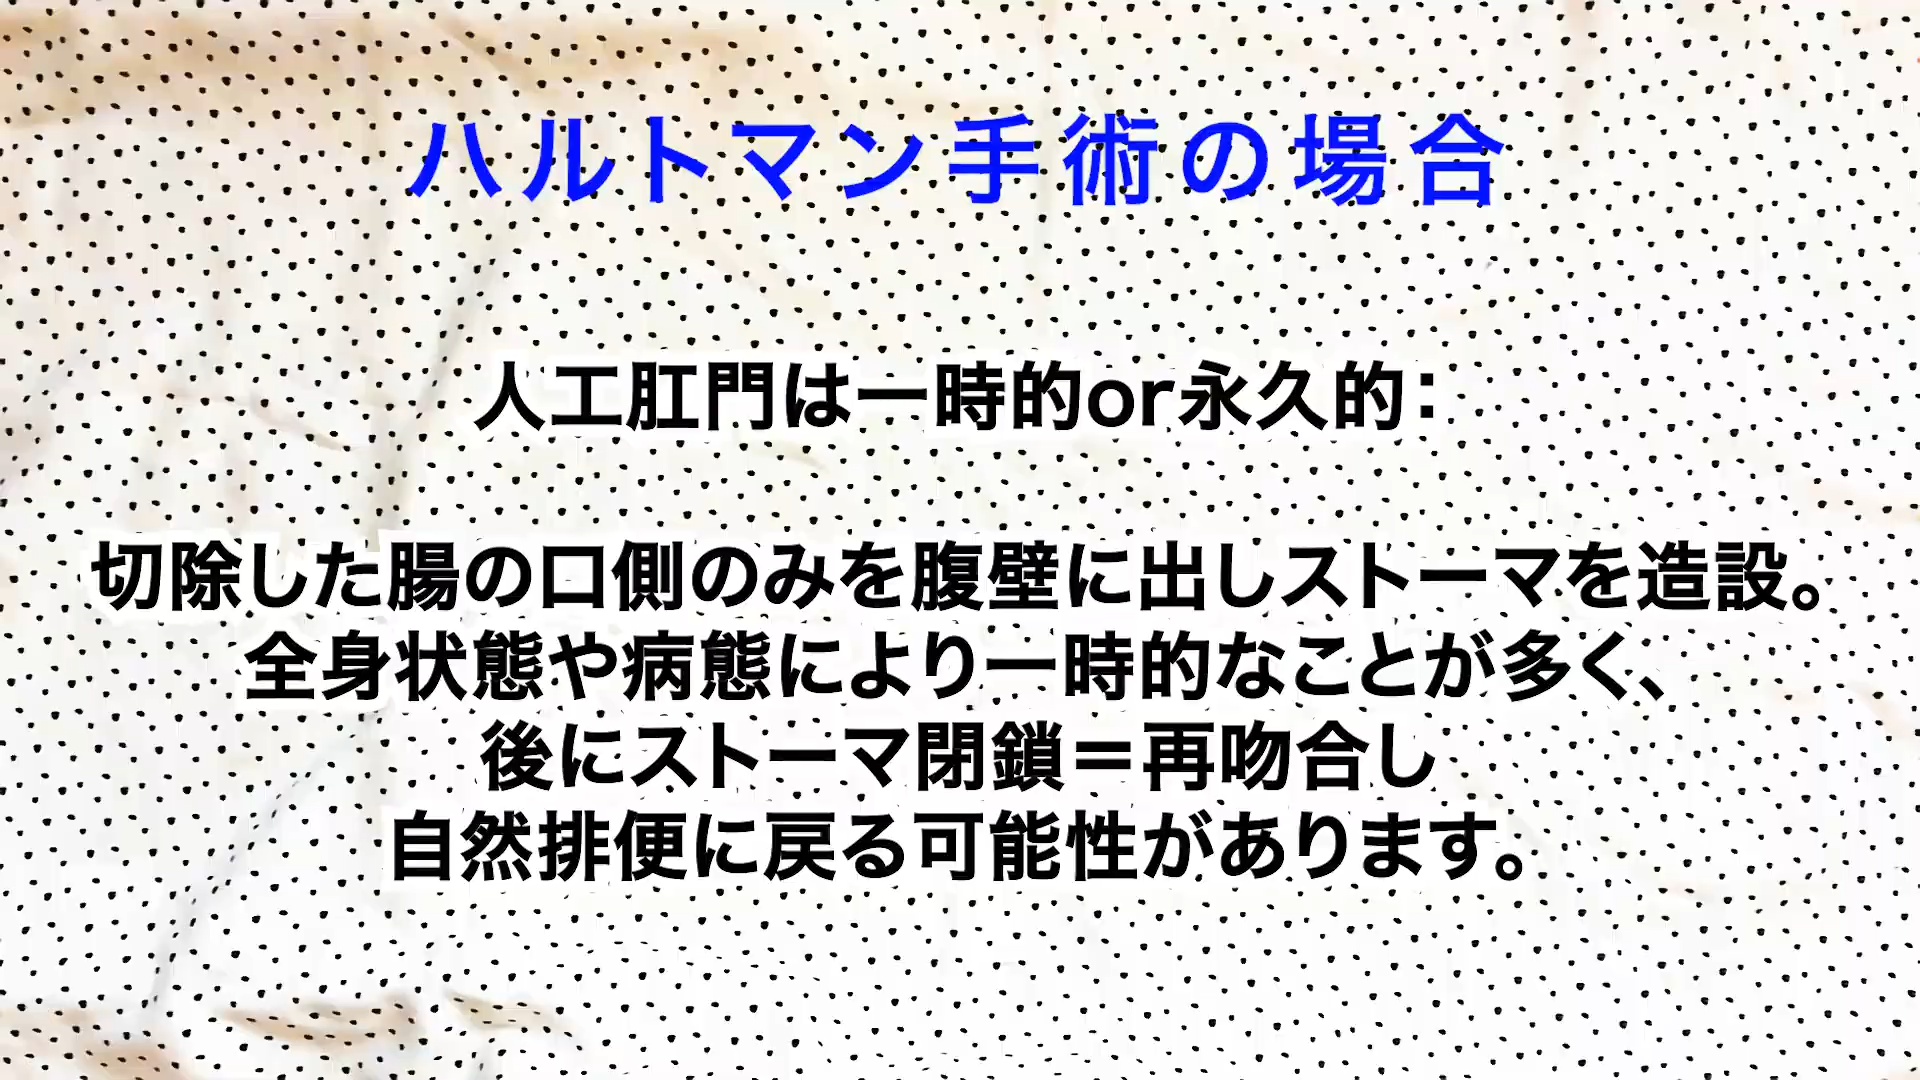 ハルトマン手術の場合
人工肛門は一時的or永久的：
切除した腸の口側のみを腹壁に出しストーマを造設。
全身状態や病態により一時的なことが多く、
後にストーマ閉鎖＝再吻合し
自然排便に戻る可能性があります。